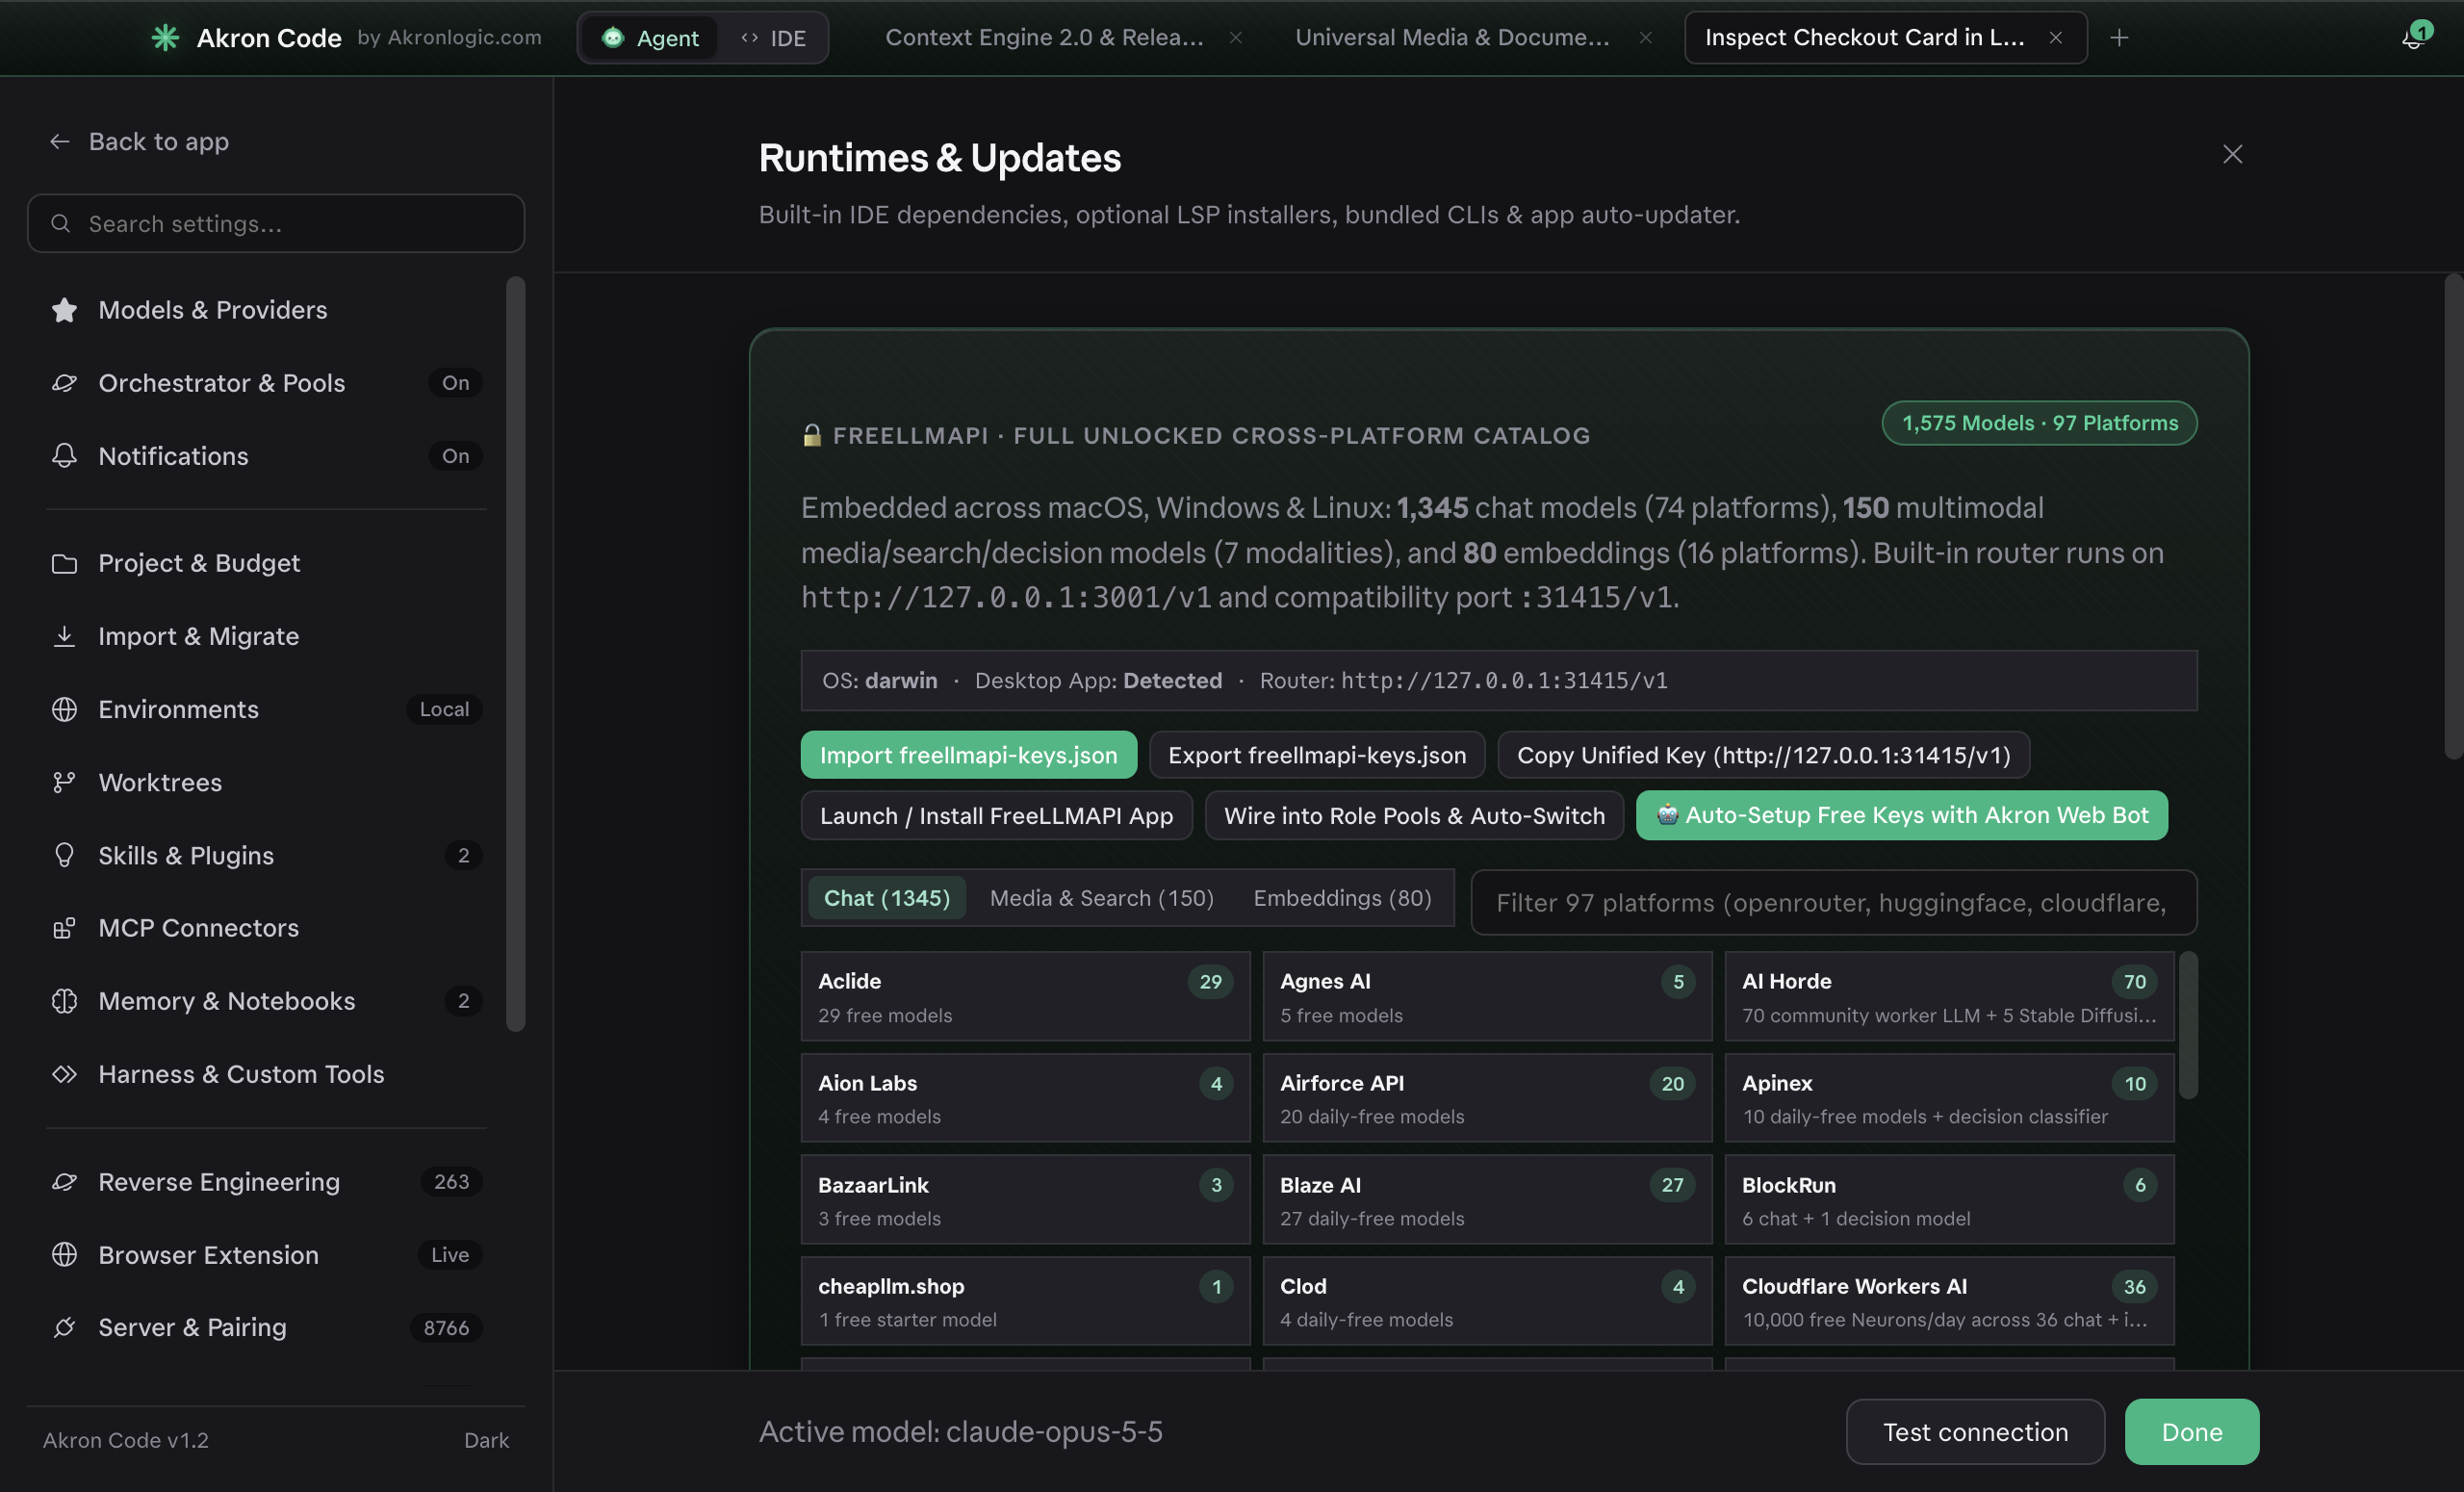 Akron Code by Akronlogic.com
Agent
IDE
Context Engine 2.0 & Relea...
Universal Media & Docume...
Inspect Checkout Card in L...
1
Back to app
Search settings...
Models & Providers
Orchestrator & Pools On
Notifications On
Project & Budget
Import & Migrate
Environments Local
Worktrees
Skills & Plugins 2
MCP Connectors
Memory & Notebooks 2
Harness & Custom Tools
Reverse Engineering 263
Browser Extension Live
Server & Pairing 8766
Akron Code v1.2 Dark
Runtimes & Updates
Built-in IDE dependencies, optional LSP installers, bundled CLIs & app auto-updater.
FREELLMAPI · FULL UNLOCKED CROSS-PLATFORM CATALOG
1,575 Models · 97 Platforms
Embedded across macOS, Windows & Linux: 1,345 chat models (74 platforms), 150 multimodal
media/search/decision models (7 modalities), and 80 embeddings (16 platforms). Built-in router runs on
http://127.0.0.1:3001/v1 and compatibility port :31415/v1.
OS: darwin · Desktop App: Detected · Router: http://127.0.0.1:31415/v1
Import freellmapi-keys.json
Export freellmapi-keys.json
Copy Unified Key (http://127.0.0.1:31415/v1)
Launch / Install FreeLLMAPI App
Wire into Role Pools & Auto-Switch
Auto-Setup Free Keys with Akron Web Bot
Chat (1345)
Media & Search (150)
Embeddings (80)
Filter 97 platforms (openrouter, huggingface, cloudflare,
Aclide 29
29 free models
Agnes AI 5
5 free models
AI Horde 70
70 community worker LLM + 5 Stable Diffusi...
Aion Labs 4
4 free models
Airforce API 20
20 daily-free models
Apinex 10
10 daily-free models + decision classifier
BazaarLink 3
3 free models
Blaze AI 27
27 daily-free models
BlockRun 6
6 chat + 1 decision model
cheapllm.shop 1
1 free starter model
Clod 4
4 daily-free models
Cloudflare Workers AI 36
10,000 free Neurons/day across 36 chat + i...
Active model: claude-opus-5-5
Test connection
Done